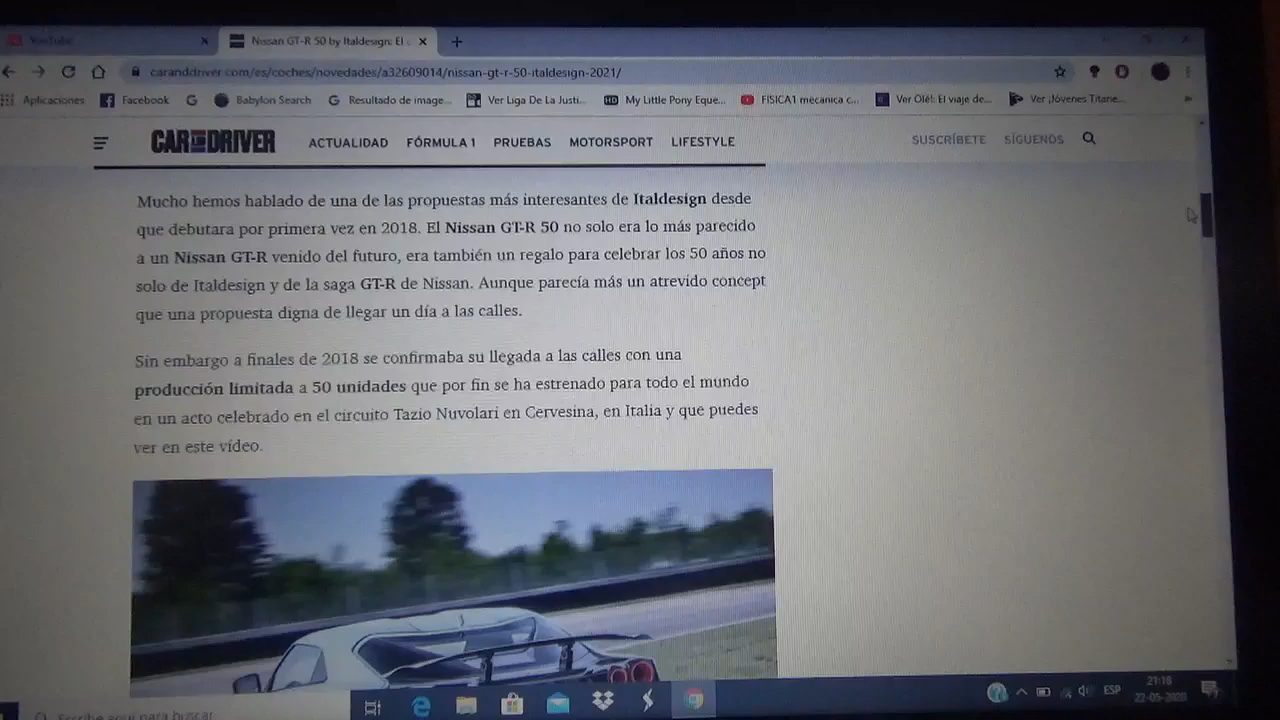 YouTube
Nissan GT-R 50 by Italdesign: El
caranddriver.com/es/coches/novedades/a32609014/nissan-gt-r-50-italdesign-2021/
Aplicaciones Facebook G Babylon Search Resultado de image... Ver Liga De La Justi... HD My Little Pony Eque... FISICA1 mecanica c... Ver Olé!: El viaje de... Ver ¡Jóvenes Titane...
CAR AND DRIVER ACTUALIDAD FÓRMULA 1 PRUEBAS MOTORSPORT LIFESTYLE SUSCRÍBETE SÍGUENOS
Mucho hemos hablado de una de las propuestas más interesantes de Italdesign desde
que debutara por primera vez en 2018. El Nissan GT-R 50 no solo era lo más parecido
a un Nissan GT-R venido del futuro, era también un regalo para celebrar los 50 años no
solo de Italdesign y de la saga GT-R de Nissan. Aunque parecía más un atrevido concept
que una propuesta digna de llegar un día a las calles.
Sin embargo a finales de 2018 se confirmaba su llegada a las calles con una
producción limitada a 50 unidades que por fin se ha estrenado para todo el mundo
en un acto celebrado en el circuito Tazio Nuvolari en Cervesina, en Italia y que puedes
ver en este vídeo.
Escribe aquí para buscar
ESP
21:18
22-05-2020